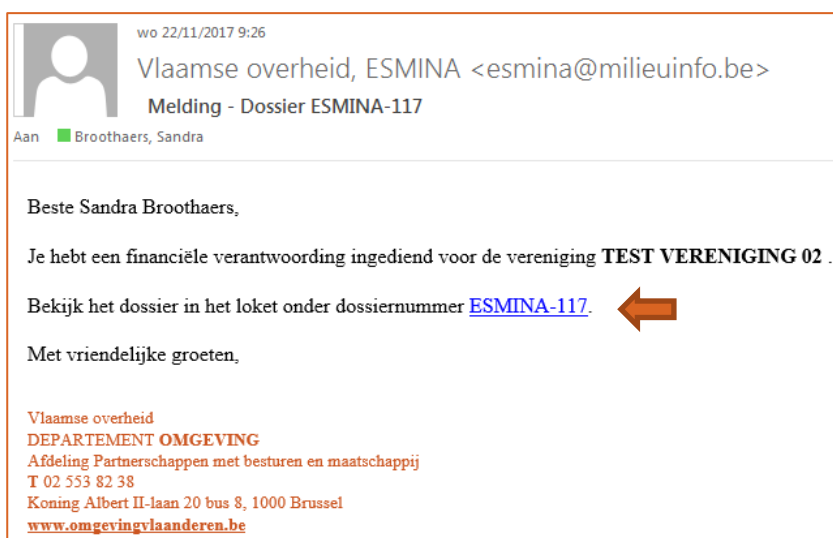 wo 22/11/2017 9:26
Vlaamse overheid, ESMINA <esmina@milieuinfo.be>
Melding - Dossier ESMINA-117
Aan Broothaers, Sandra
Beste Sandra Broothaers,
Je hebt een financiële verantwoording ingediend voor de vereniging TEST VERENIGING 02 .
Bekijk het dossier in het loket onder dossiernummer ESMINA-117.
Met vriendelijke groeten,
Vlaamse overheid
DEPARTEMENT OMGEVING
Afdeling Partnerschappen met besturen en maatschappij
T 02 553 82 38
Koning Albert II-laan 20 bus 8, 1000 Brussel
www.omgevingvlaanderen.be